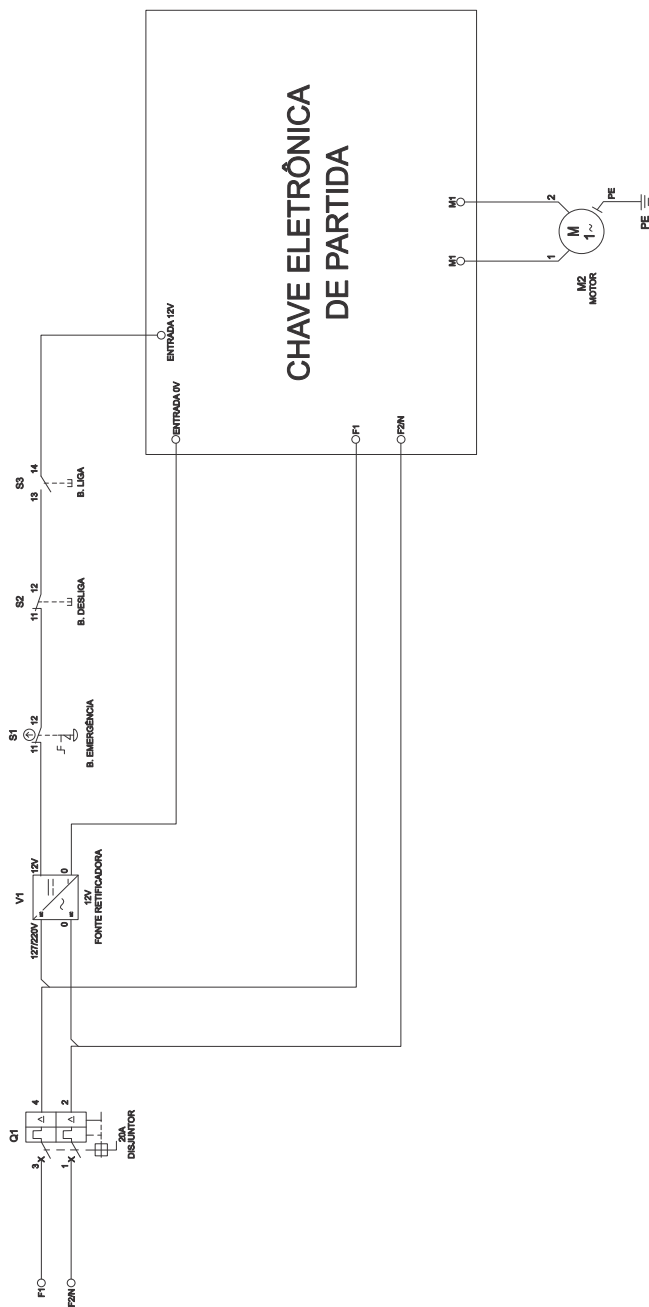 CHAVE ELETRÔNICA
DE PARTIDA
F1
F2/N
Q1
3
4
1
2
20A
DISJUNTOR
V1
127/220V
12V
0
0
12V
FONTE RETIFICADORA
S1
11
12
B. EMERGÊNCIA
S2
11
12
B. DESLIGA
S3
13
14
B. LIGA
ENTRADA 12V
ENTRADA 0V
F1
F2/N
M1
M1
1
2
M
1~
M2
MOTOR
PE
PE